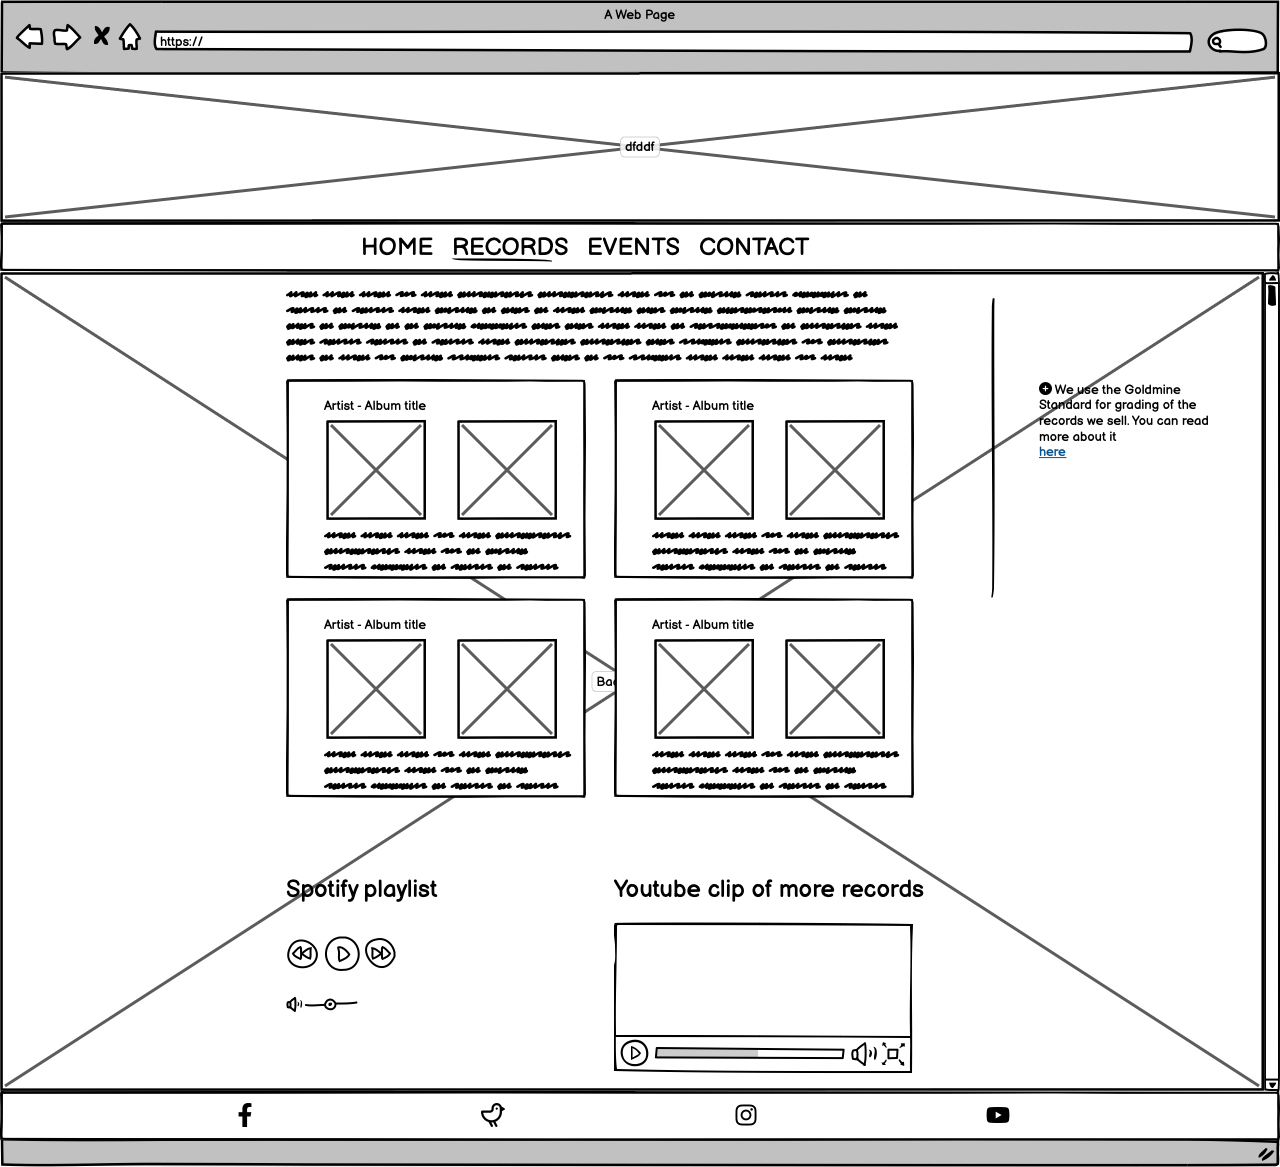 A Web Page
https://
dfddf
HOME RECORDS EVENTS CONTACT
We use the Goldmine
Standard for grading of the
records we sell. You can read
more about it
here
Artist - Album title
Artist - Album title
Artist - Album title
Artist - Album title
Spotify playlist
Youtube clip of more records